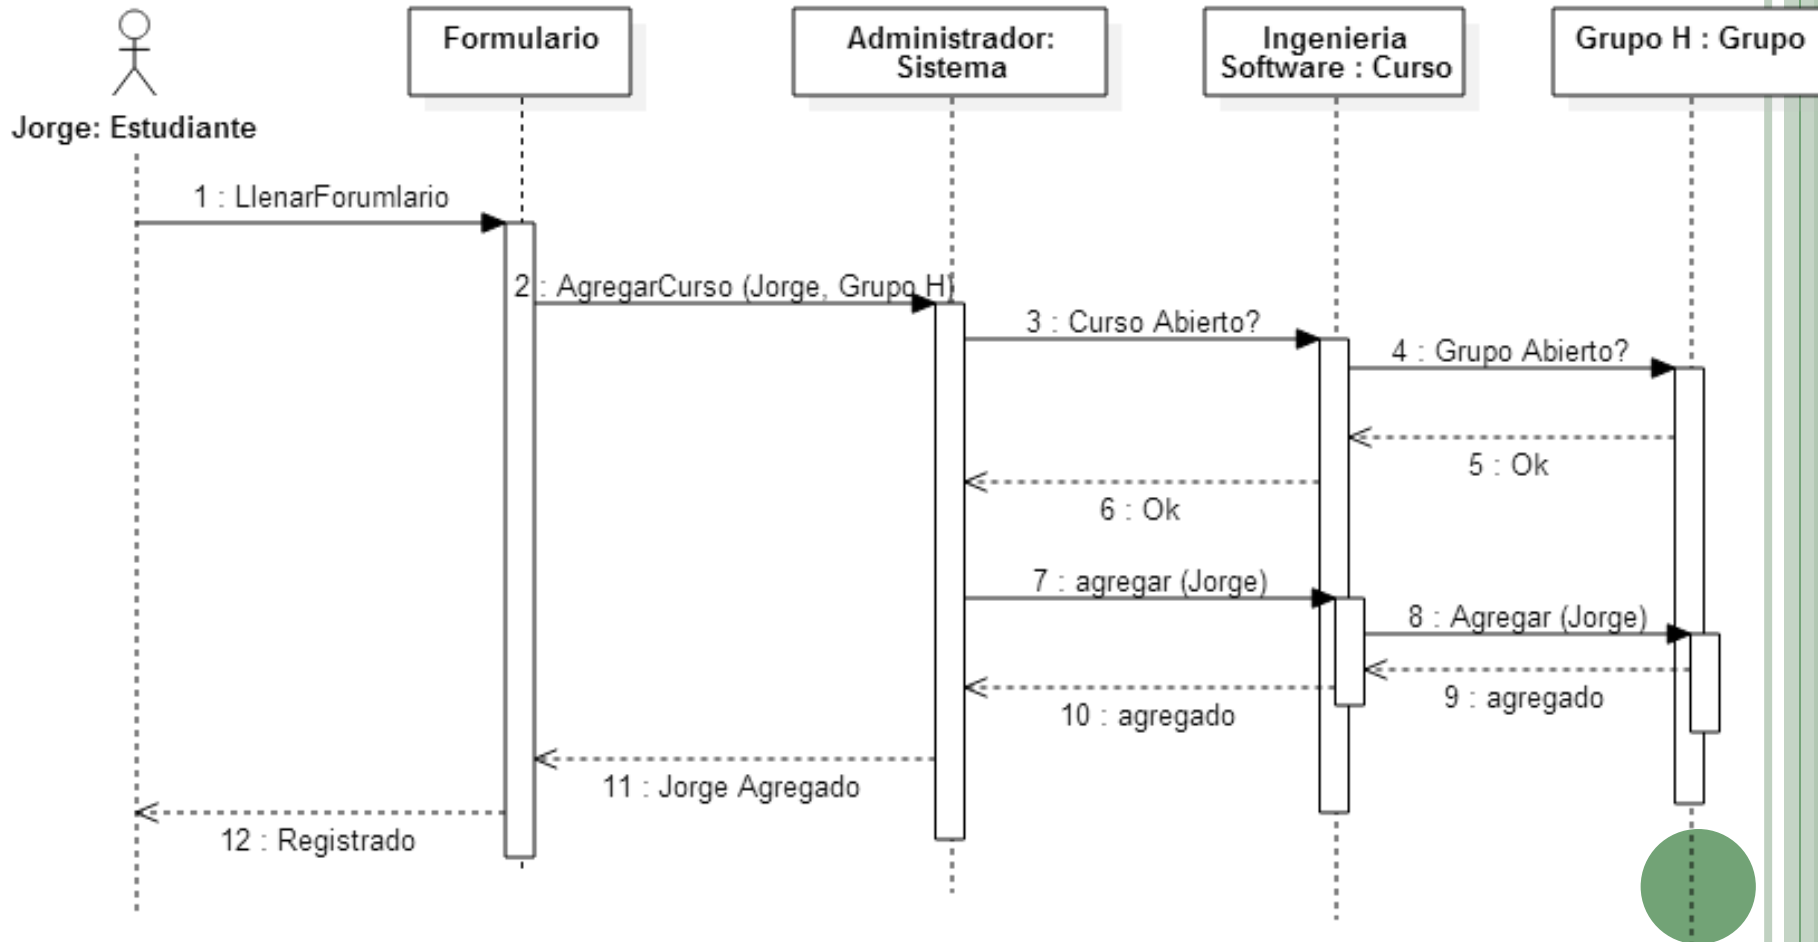 Formulario
Administrador:
Sistema
Ingenieria
Software : Curso
Grupo H : Grupo
Jorge: Estudiante
1 : LlenarForumlario
2 : AgregarCurso (Jorge, Grupo H)
3 : Curso Abierto?
4 : Grupo Abierto?
5 : Ok
6 : Ok
7 : agregar (Jorge)
8 : Agregar (Jorge)
9 : agregado
10 : agregado
11 : Jorge Agregado
12 : Registrado